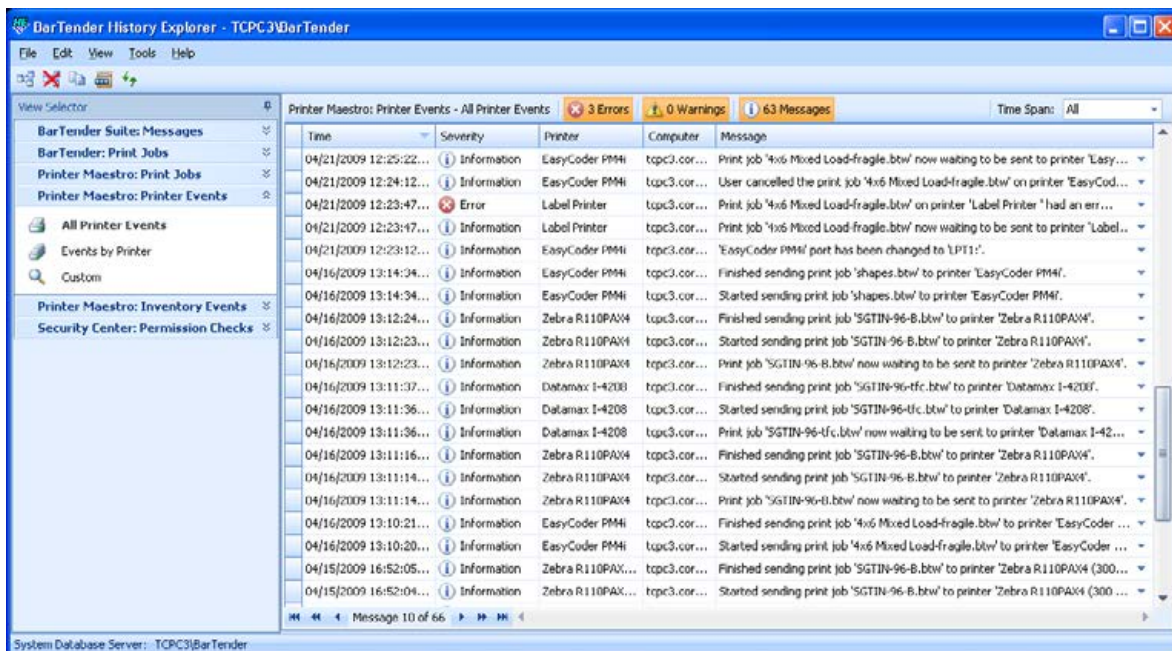 BarTender History Explorer - TCPC3\BarTender
File Edit View Tools Help
View Selector
BarTender Suite: Messages
BarTender: Print Jobs
Printer Maestro: Print Jobs
Printer Maestro: Printer Events
All Printer Events
Events by Printer
Custom
Printer Maestro: Inventory Events
Security Center: Permission Checks
Printer Maestro: Printer Events - All Printer Events 3 Errors 0 Warnings 63 Messages Time Span: All
Time Severity Printer Computer Message
04/21/2009 12:25:22... Information EasyCoder PM4i tcpc3.cor... Print job '4x6 Mixed Load-fragile.btw' now waiting to be sent to printer 'Easy...
04/21/2009 12:24:12... Information EasyCoder PM4i tcpc3.cor... User cancelled the print job '4x6 Mixed Load-fragile.btw' on printer 'EasyCod...
04/21/2009 12:23:47... Error Label Printer tcpc3.cor... Print job '4x6 Mixed Load-fragile.btw' on printer 'Label Printer ' had an err...
04/21/2009 12:23:47... Information Label Printer tcpc3.cor... Print job '4x6 Mixed Load-fragile.btw' now waiting to be sent to printer 'Label...
04/21/2009 12:23:12... Information EasyCoder PM4i tcpc3.cor... 'EasyCoder PM4i' port has been changed to 'LPT1:'.
04/16/2009 13:14:34... Information EasyCoder PM4i tcpc3.cor... Finished sending print job 'shapes.btw' to printer 'EasyCoder PM4i'.
04/16/2009 13:14:34... Information EasyCoder PM4i tcpc3.cor... Started sending print job 'shapes.btw' to printer 'EasyCoder PM4i'.
04/16/2009 13:12:24... Information Zebra R110PAX4 tcpc3.cor... Finished sending print job 'SGTIN-96-B.btw' to printer 'Zebra R110PAX4'.
04/16/2009 13:12:23... Information Zebra R110PAX4 tcpc3.cor... Started sending print job 'SGTIN-96-B.btw' to printer 'Zebra R110PAX4'.
04/16/2009 13:12:23... Information Zebra R110PAX4 tcpc3.cor... Print job 'SGTIN-96-B.btw' now waiting to be sent to printer 'Zebra R110PAX4'.
04/16/2009 13:11:37... Information Datamax I-4208 tcpc3.cor... Finished sending print job 'SGTIN-96-tfc.btw' to printer 'Datamax I-4208'.
04/16/2009 13:11:36... Information Datamax I-4208 tcpc3.cor... Started sending print job 'SGTIN-96-tfc.btw' to printer 'Datamax I-4208'.
04/16/2009 13:11:36... Information Datamax I-4208 tcpc3.cor... Print job 'SGTIN-96-tfc.btw' now waiting to be sent to printer 'Datamax I-42...
04/16/2009 13:11:16... Information Zebra R110PAX4 tcpc3.cor... Finished sending print job 'SGTIN-96-B.btw' to printer 'Zebra R110PAX4'.
04/16/2009 13:11:14... Information Zebra R110PAX4 tcpc3.cor... Started sending print job 'SGTIN-96-B.btw' to printer 'Zebra R110PAX4'.
04/16/2009 13:11:14... Information Zebra R110PAX4 tcpc3.cor... Print job 'SGTIN-96-B.btw' now waiting to be sent to printer 'Zebra R110PAX4'.
04/16/2009 13:10:21... Information EasyCoder PM4i tcpc3.cor... Finished sending print job '4x6 Mixed Load-fragile.btw' to printer 'EasyCoder ...
04/16/2009 13:10:20... Information EasyCoder PM4i tcpc3.cor... Started sending print job '4x6 Mixed Load-fragile.btw' to printer 'EasyCoder ...
04/15/2009 16:52:05... Information Zebra R110PAX... tcpc3.cor... Finished sending print job 'SGTIN-96-B.btw' to printer 'Zebra R110PAX4 (300...
04/15/2009 16:52:04... Information Zebra R110PAX... tcpc3.cor... Started sending print job 'SGTIN-96-B.btw' to printer 'Zebra R110PAX4 (300 ...
Message 10 of 66
System Database Server: TCPC3\BarTender